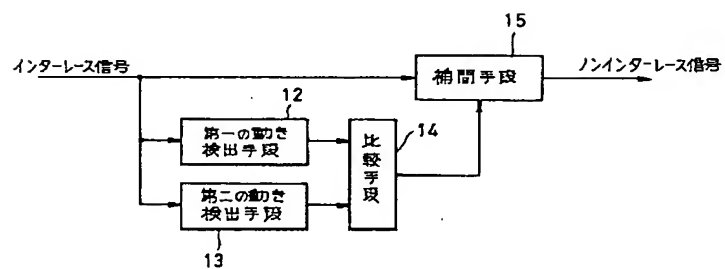 15
インターレース信号
補間手段
ノンインターレース信号
12
第一の動き
検出手段
比較手段
14
第二の動き
検出手段
13